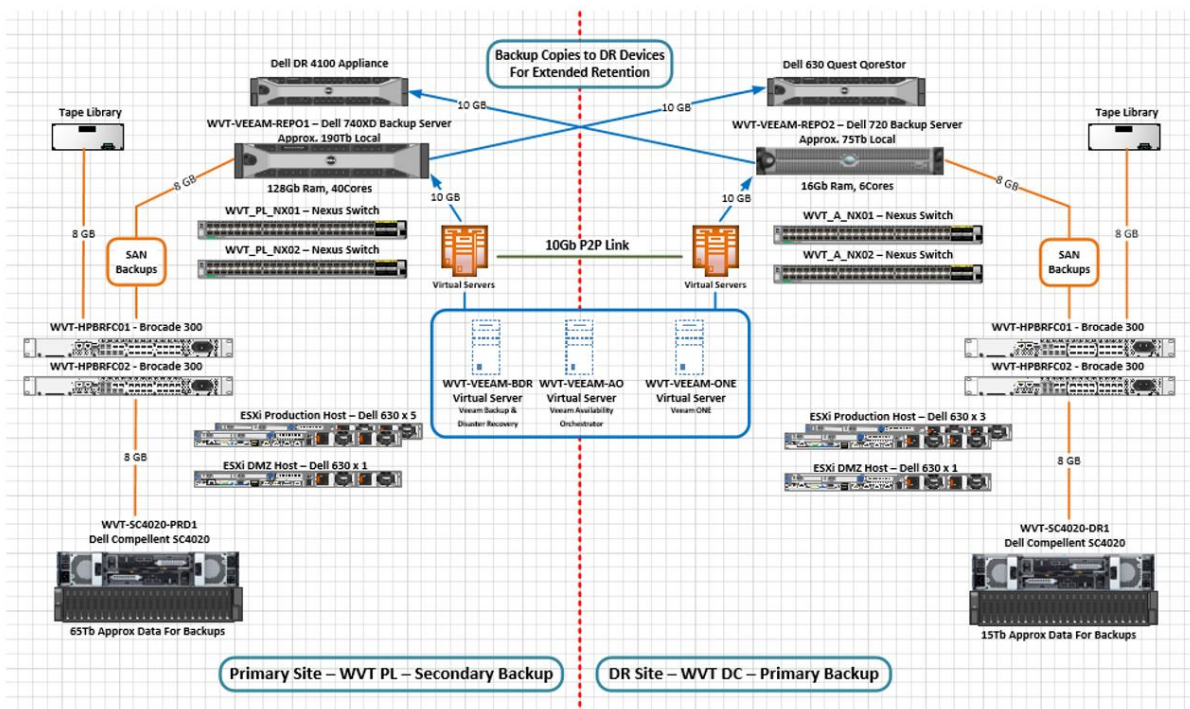 Backup Copies to DR Devices
For Extended Retention
Dell DR 4100 Appliance
Dell 630 Quest QoreStor
10 GB
10 GB
Tape Library
WVT-VEEAM-REPO1 – Dell 740XD Backup Server
Approx. 190Tb Local
WVT-VEEAM-REPO2 – Dell 720 Backup Server
Approx. 75Tb Local
Tape Library
8 GB
128Gb Ram, 40Cores
10 GB
10 GB
16Gb Ram, 6Cores
8 GB
WVT_PL_NX01 – Nexus Switch
WVT_A_NX01 – Nexus Switch
8 GB
8 GB
WVT_PL_NX02 – Nexus Switch
10Gb P2P Link
WVT_A_NX02 – Nexus Switch
SAN
Backups
SAN
Backups
Virtual Servers
Virtual Servers
WVT-HPBRFC01 - Brocade 300
WVT-HPBRFC01 - Brocade 300
WVT-HPBRFC02 - Brocade 300
WVT-HPBRFC02 - Brocade 300
WVT-VEEAM-BDR
Virtual Server
Veeam Backup &
Disaster Recovery
WVT-VEEAM-AO
Virtual Server
Veeam Availability
Orchestrator
WVT-VEEAM-ONE
Virtual Server
Veeam ONE
ESXi Production Host – Dell 630 x 5
ESXi Production Host – Dell 630 x 3
8 GB
ESXi DMZ Host – Dell 630 x 1
ESXi DMZ Host – Dell 630 x 1
8 GB
WVT-SC4020-PRD1
Dell Compellent SC4020
WVT-SC4020-DR1
Dell Compellent SC4020
65Tb Approx Data For Backups
15Tb Approx Data For Backups
Primary Site – WVT PL – Secondary Backup
DR Site – WVT DC – Primary Backup